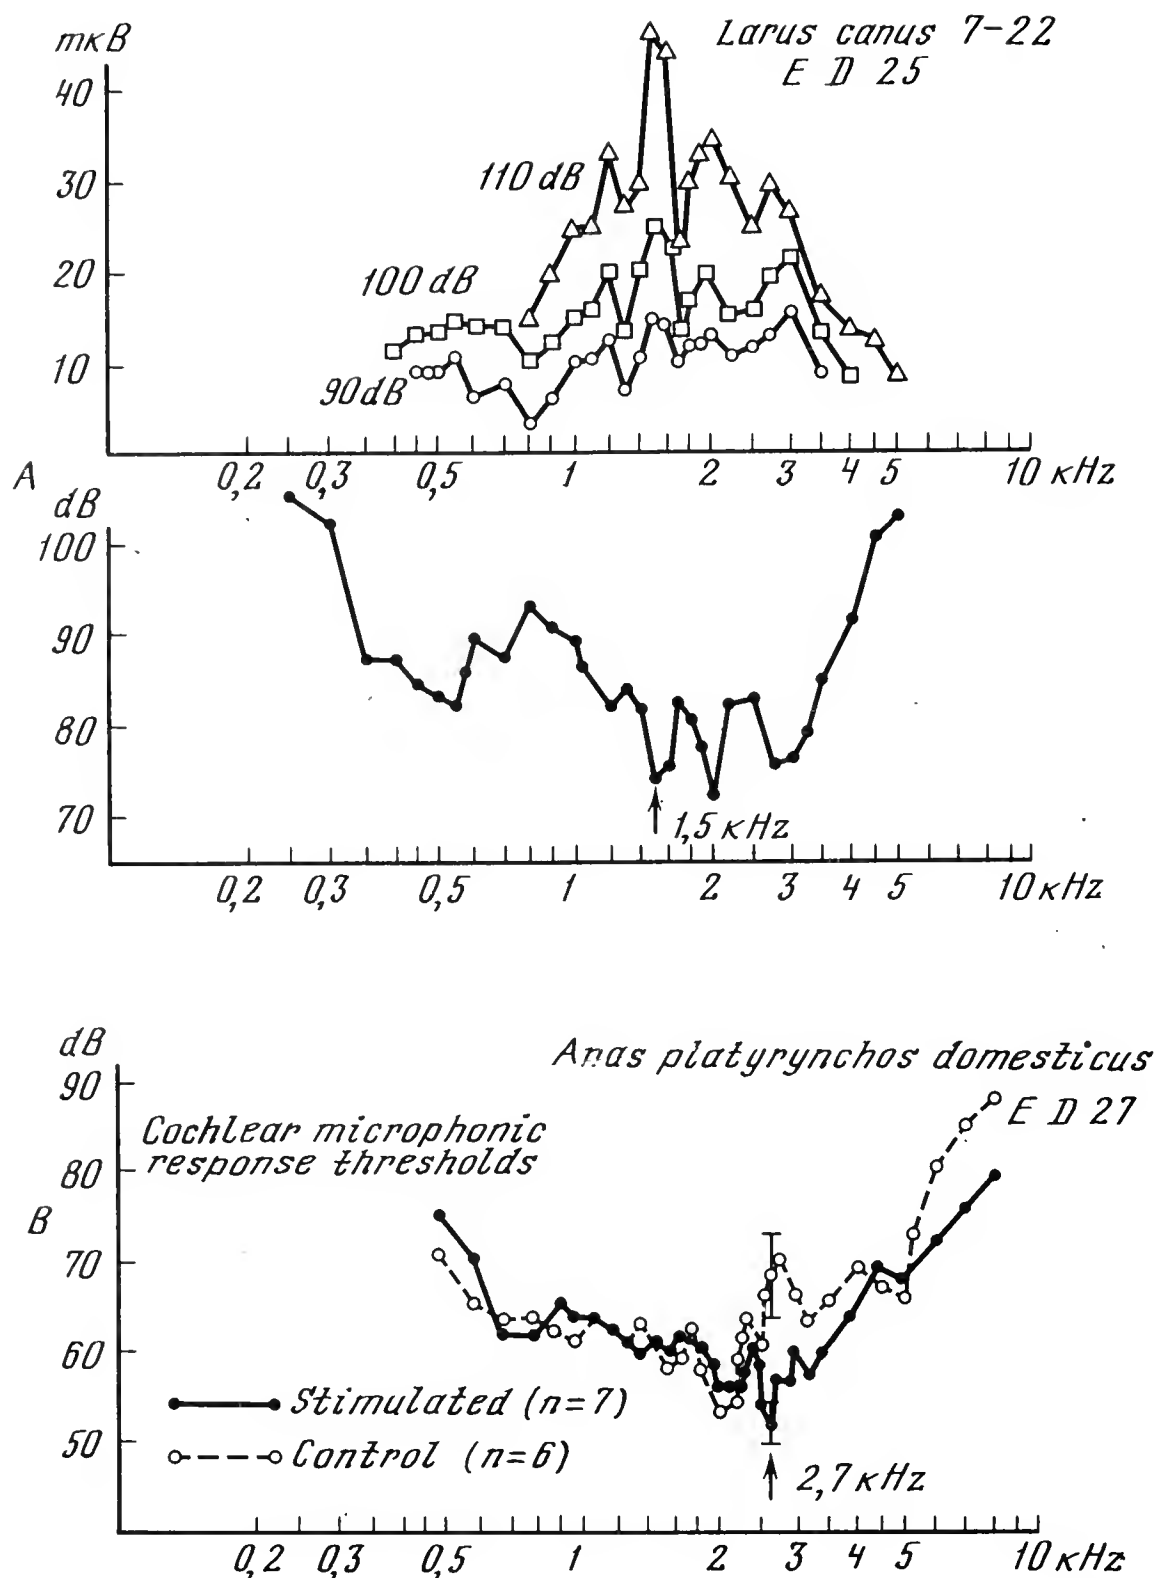 мкВ
Larus canus 7-22
E D 25
40
30
20
10
110 dB
100 dB
90 dB
0,2 0,3 0,5 1 2 3 4 5 10 кHz
A
dB
100
90
80
70
1,5 кHz
0,2 0,3 0,5 1 2 3 4 5 10 кHz
dB
Anas platyrynchos domesticus
E D 27
90
80
70
60
50
Cochlear microphonic
response thresholds
B
Stimulated (n=7)
Control (n=6)
2,7 кHz
0,2 0,3 0,5 1 2 3 4 5 10 кHz